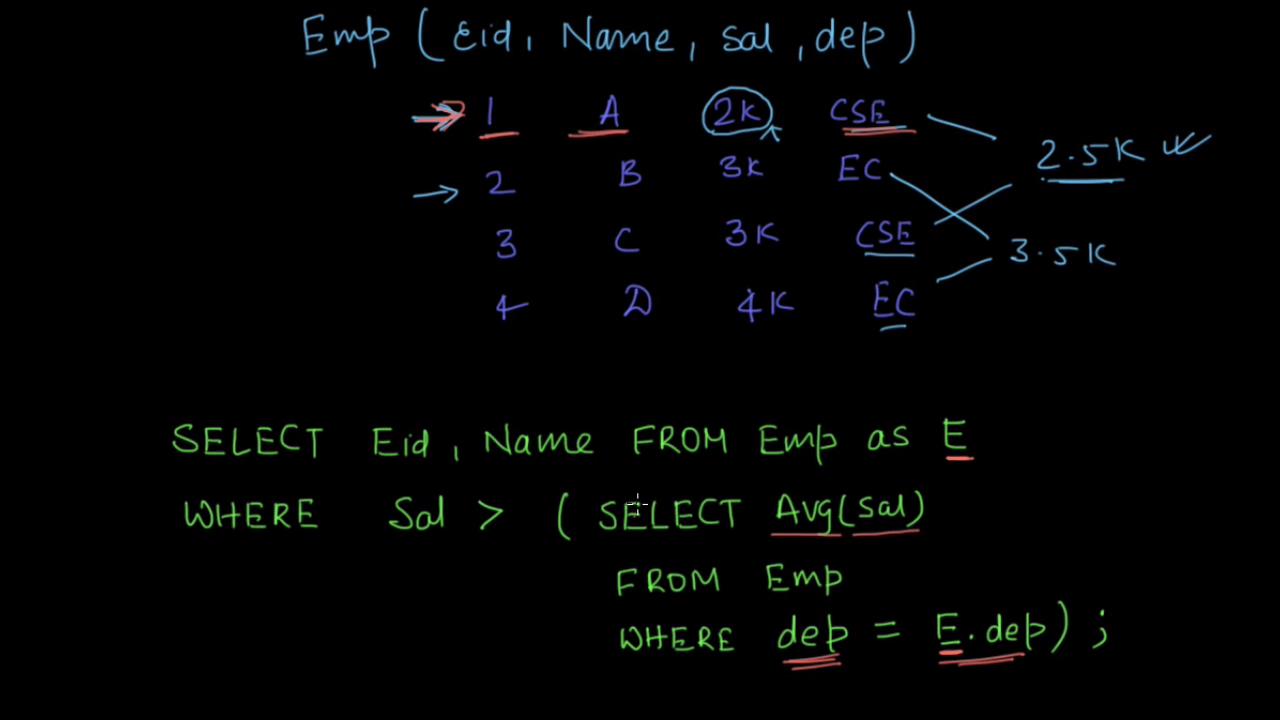 Emp ( Eid, Name, sal, dep )
1 A 2K CSE
2.5K
2 B 3K EC
3 C 3K CSE
3.5K
4 D 4K EC
SELECT Eid, Name FROM Emp as E
WHERE Sal > ( SELECT Avg(Sal)
FROM Emp
WHERE dep = E.dep ) ;